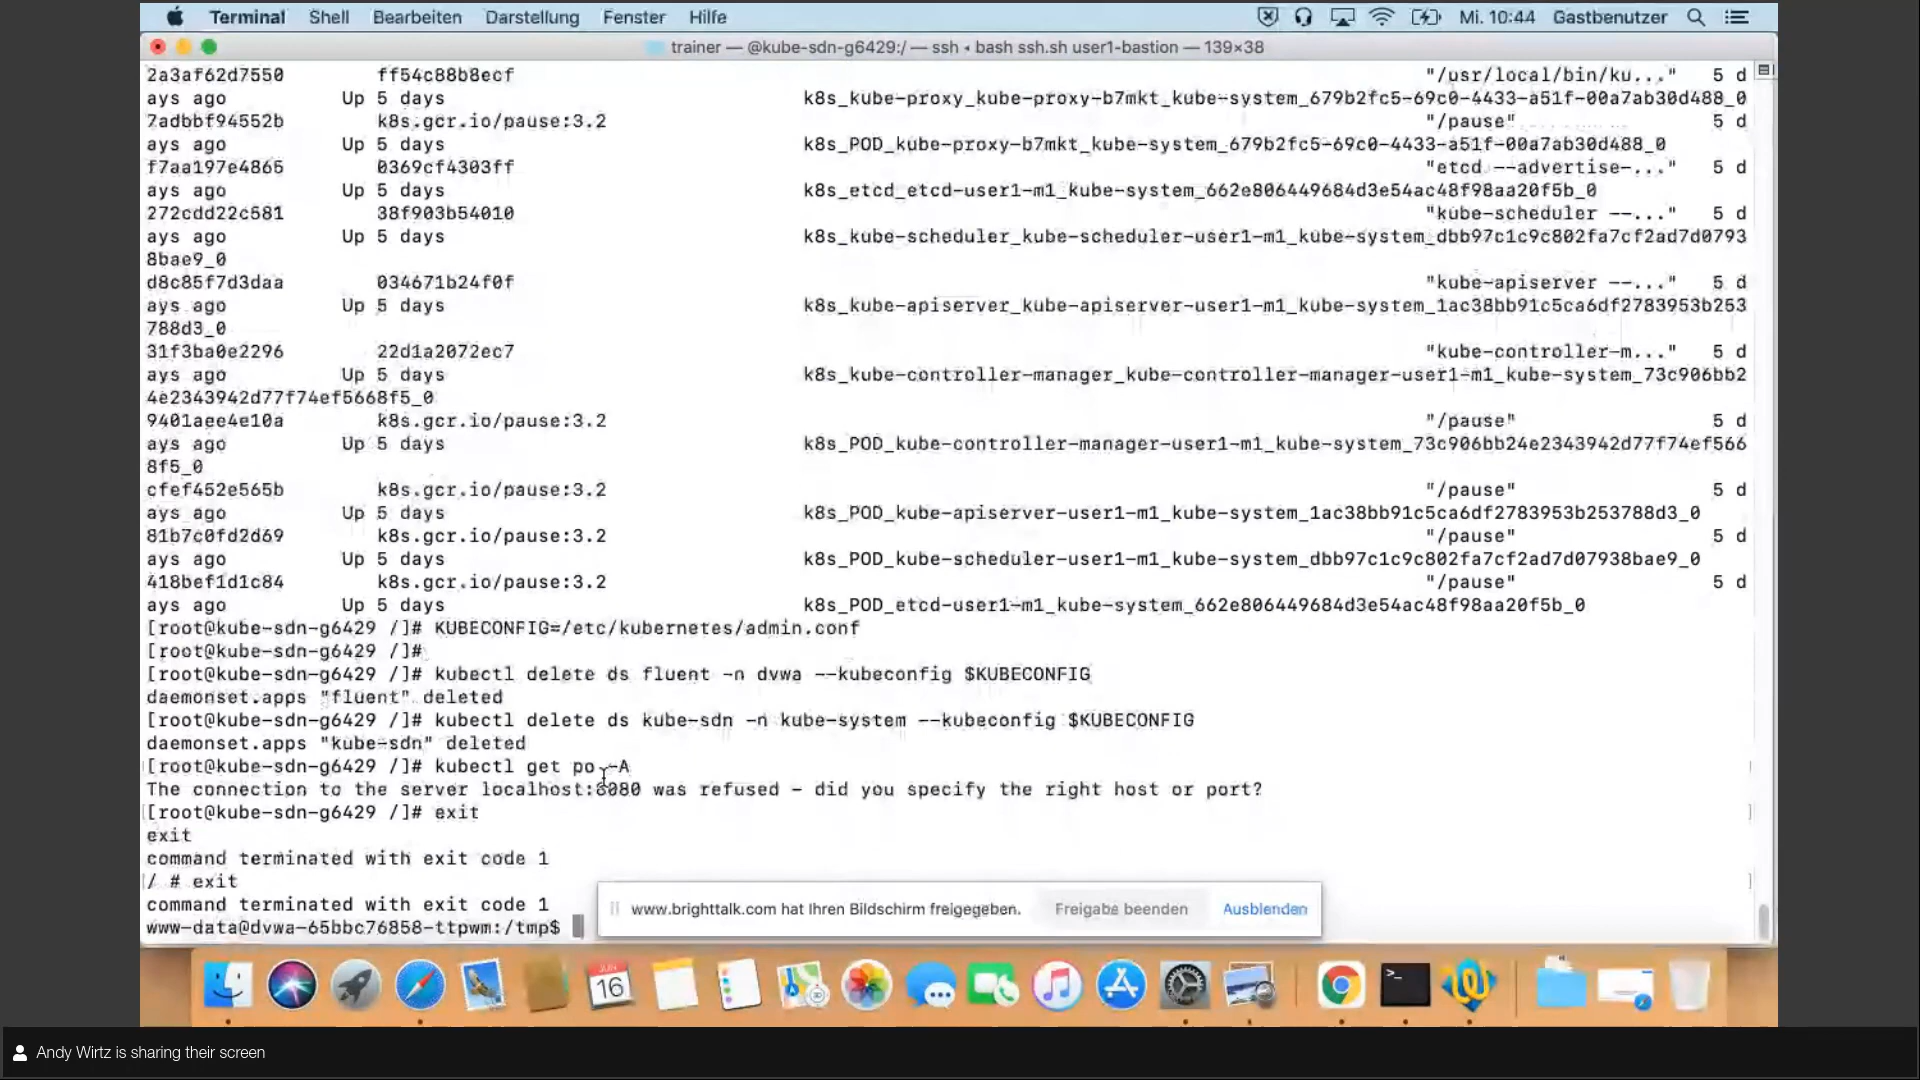 Terminal Shell Bearbeiten Darstellung Fenster Hilfe Mi. 10:44 Gastbenutzer
trainer — @kube-sdn-g6429:/ — ssh • bash ssh.sh user1-bastion — 139×38
2a3af62d7550 ff54c88b8ecf "/usr/local/bin/ku..." 5 d
ays ago Up 5 days k8s_kube-proxy_kube-proxy-b7mkt_kube-system_679b2fc5-69c0-4433-a51f-00a7ab30d488_0
7adbbf94552b k8s.gcr.io/pause:3.2 "/pause" 5 d
ays ago Up 5 days k8s_POD_kube-proxy-b7mkt_kube-system_679b2fc5-69c0-4433-a51f-00a7ab30d488_0
f7aa197e4865 0369cf4303ff "etcd --advertise-..." 5 d
ays ago Up 5 days k8s_etcd_etcd-user1-m1_kube-system_662e806449684d3e54ac48f98aa20f5b_0
272cdd22c581 38f903b54010 "kube-scheduler --..." 5 d
ays ago Up 5 days k8s_kube-scheduler_kube-scheduler-user1-m1_kube-system_dbb97c1c9c802fa7cf2ad7d0793
8bae9_0
d8c85f7d3daa 034671b24f0f "kube-apiserver --..." 5 d
ays ago Up 5 days k8s_kube-apiserver_kube-apiserver-user1-m1_kube-system_1ac38bb91c5ca6df2783953b253
788d3_0
31f3ba0e2296 22d1a2072ec7 "kube-controller-m..." 5 d
ays ago Up 5 days k8s_kube-controller-manager_kube-controller-manager-user1-m1_kube-system_73c906bb2
4e2343942d77f74ef5668f5_0
9401aee4e10a k8s.gcr.io/pause:3.2 "/pause" 5 d
ays ago Up 5 days k8s_POD_kube-controller-manager-user1-m1_kube-system_73c906bb24e2343942d77f74ef566
8f5_0
cfef452e565b k8s.gcr.io/pause:3.2 "/pause" 5 d
ays ago Up 5 days k8s_POD_kube-apiserver-user1-m1_kube-system_1ac38bb91c5ca6df2783953b253788d3_0
81b7c0fd2d69 k8s.gcr.io/pause:3.2 "/pause" 5 d
ays ago Up 5 days k8s_POD_kube-scheduler-user1-m1_kube-system_dbb97c1c9c802fa7cf2ad7d07938bae9_0
418bef1d1c84 k8s.gcr.io/pause:3.2 "/pause" 5 d
ays ago Up 5 days k8s_POD_etcd-user1-m1_kube-system_662e806449684d3e54ac48f98aa20f5b_0
[root@kube-sdn-g6429 /]# KUBECONFIG=/etc/kubernetes/admin.conf
[root@kube-sdn-g6429 /]#
[root@kube-sdn-g6429 /]# kubectl delete ds fluent -n dvwa --kubeconfig $KUBECONFIG
daemonset.apps "fluent" deleted
[root@kube-sdn-g6429 /]# kubectl delete ds kube-sdn -n kube-system --kubeconfig $KUBECONFIG
daemonset.apps "kube-sdn" deleted
[root@kube-sdn-g6429 /]# kubectl get po -A
The connection to the server localhost:8080 was refused - did you specify the right host or port?
[root@kube-sdn-g6429 /]# exit
exit
command terminated with exit code 1
/ # exit
command terminated with exit code 1
www-data@dvwa-65bbc76858-ttpwm:/tmp$
www.brighttalk.com hat Ihren Bildschirm freigegeben. Freigabe beenden Ausblenden
JUN
16
Andy Wirtz is sharing their screen